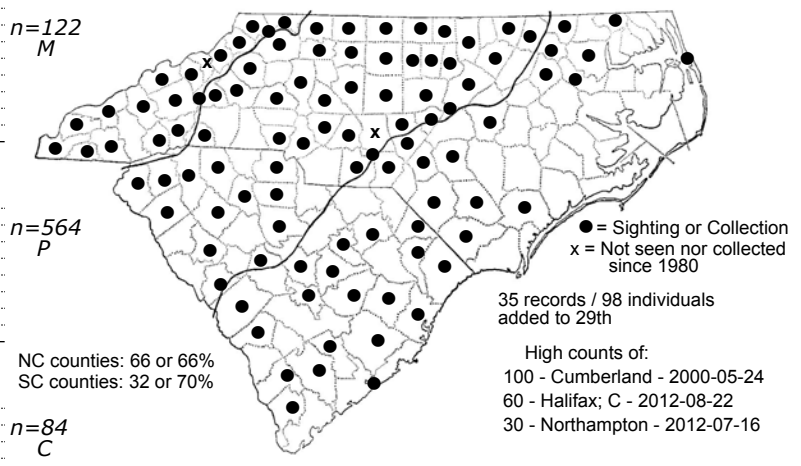 n=122
M
x
x
n=564
P
● = Sighting or Collection
x = Not seen nor collected
since 1980
35 records / 98 individuals
added to 29th
NC counties: 66 or 66%
SC counties: 32 or 70%
High counts of:
100 - Cumberland - 2000-05-24
60 - Halifax; C - 2012-08-22
30 - Northampton - 2012-07-16
n=84
C